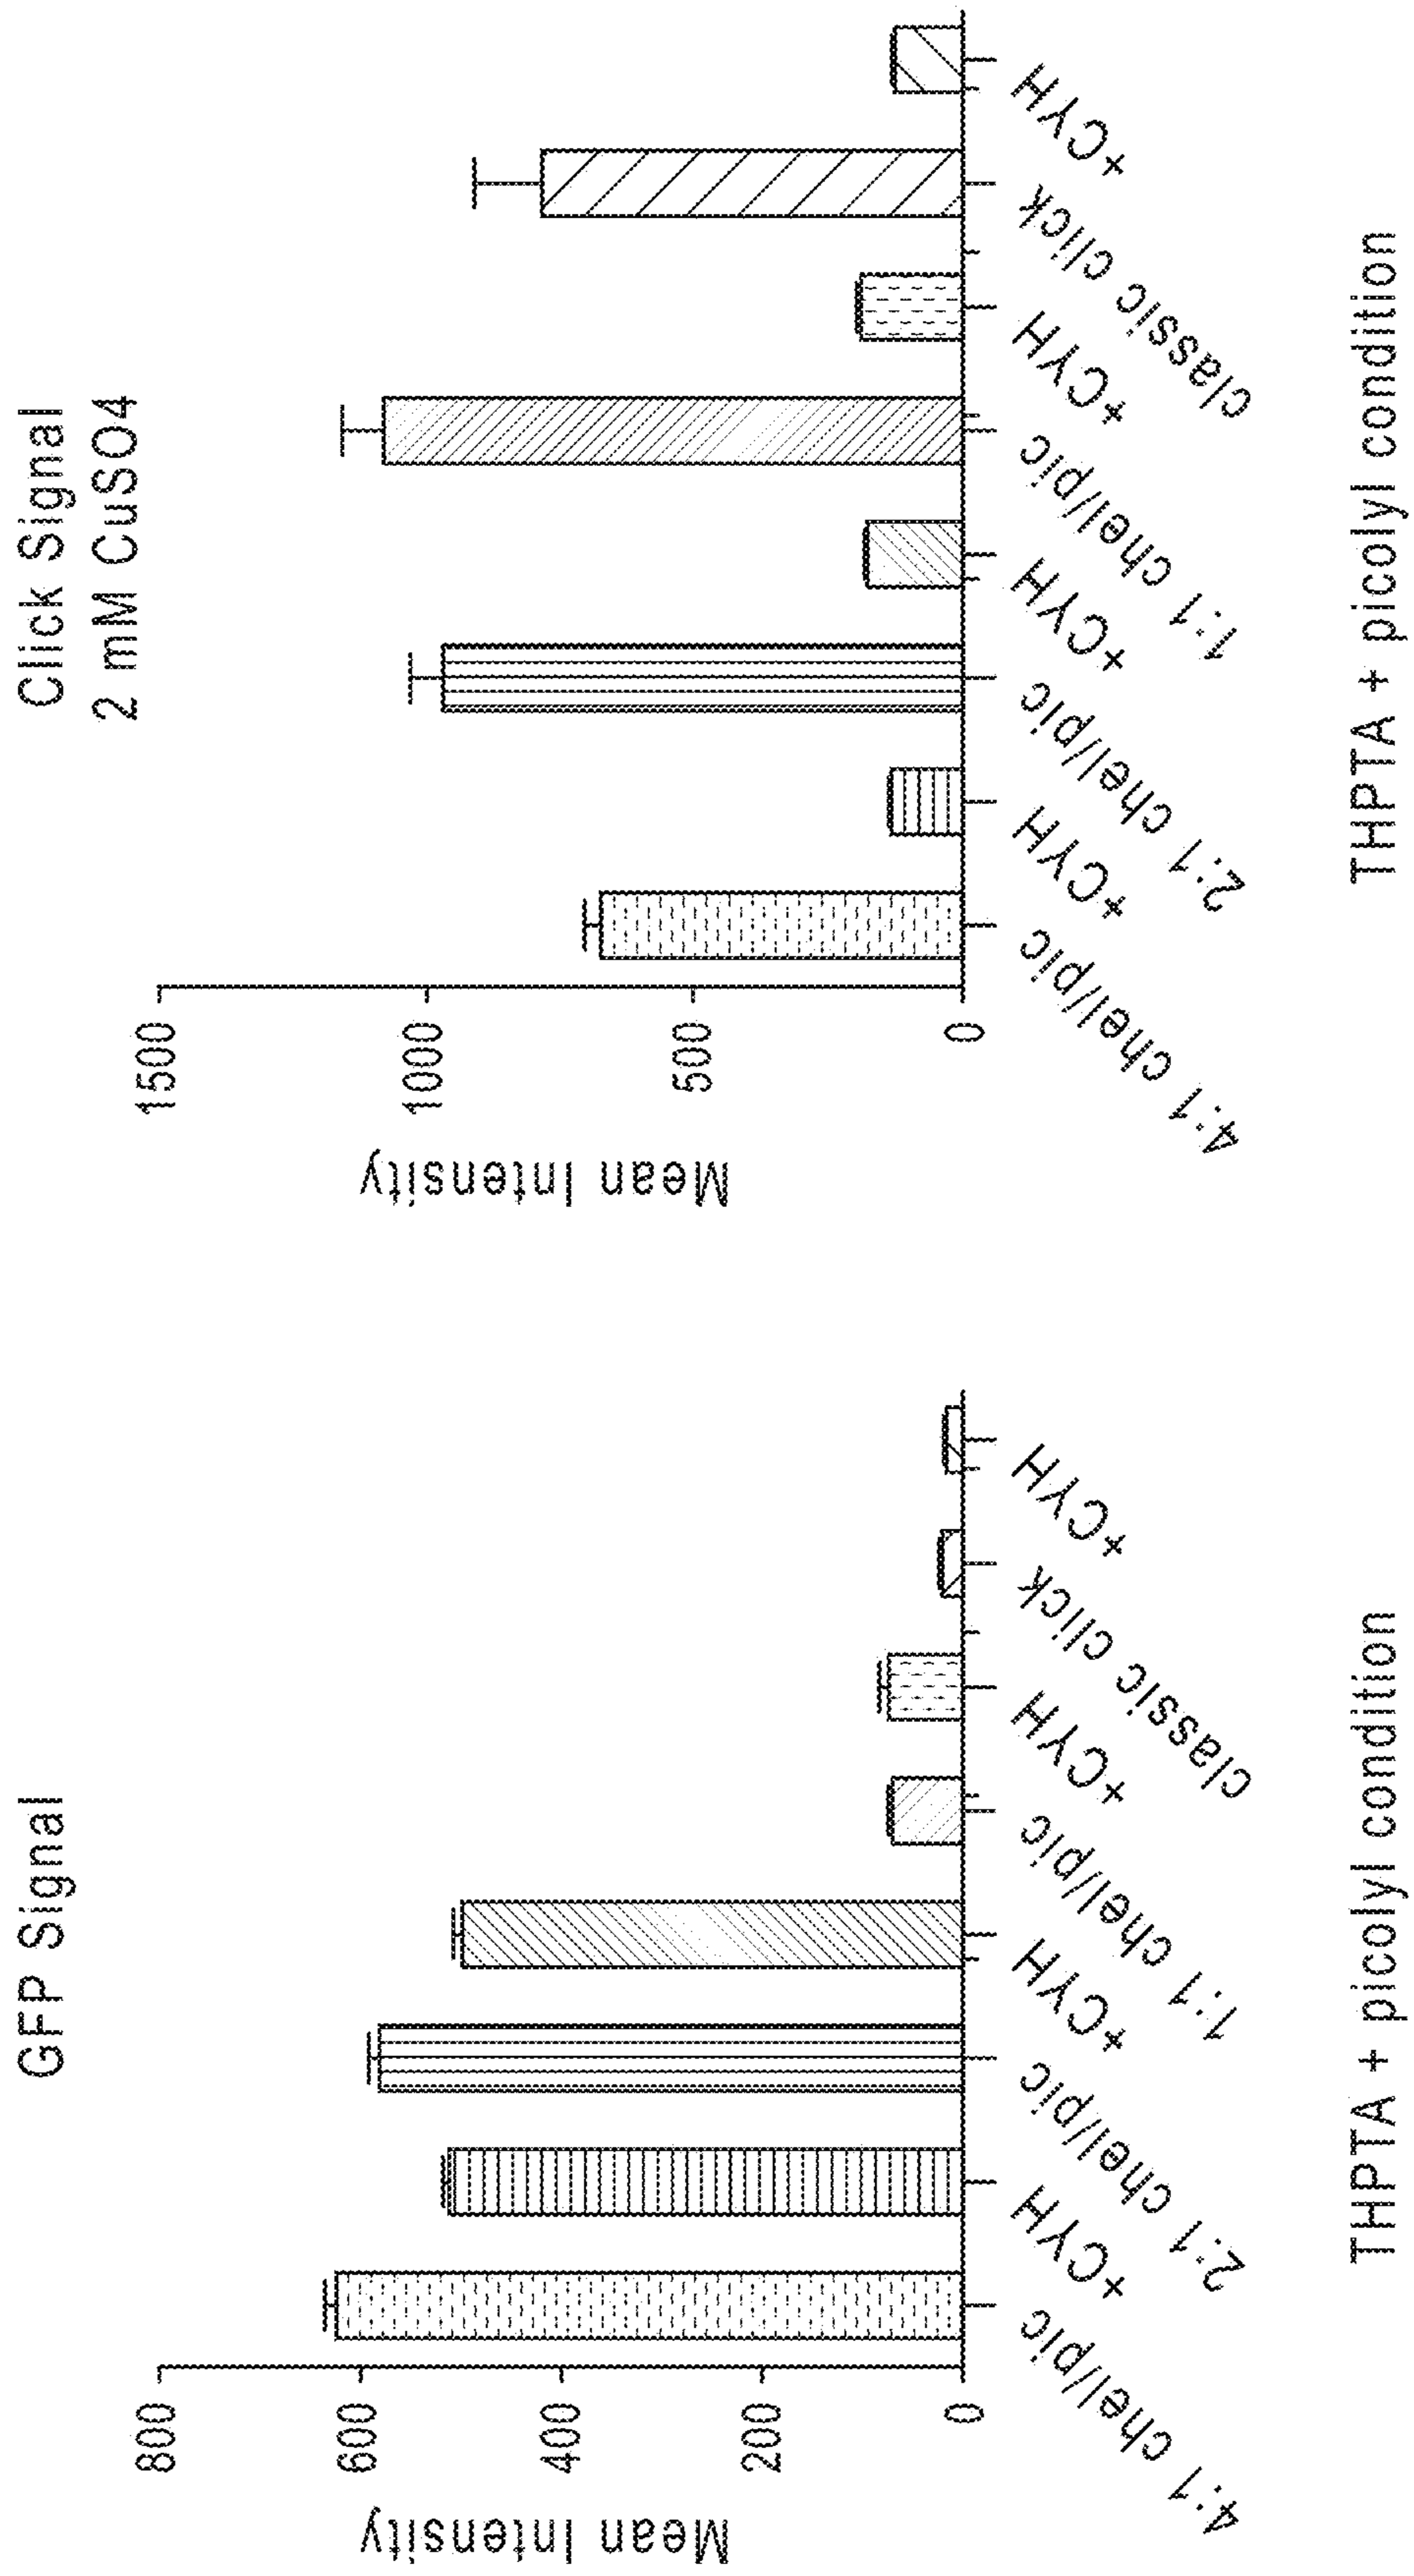 GFP Signal
Mean Intensity
800
600
400
200
0
4:1 chel/pic
+CYH
2:1 chel/pic
+CYH
1:1 chel/pic
+CYH
classic click
+CYH
THPTA + picolyl condition
Click Signal
2 mM CuSO4
Mean Intensity
1500
1000
500
0
4:1 chel/pic
+CYH
2:1 chel/pic
+CYH
1:1 chel/pic
+CYH
classic click
+CYH
THPTA + picolyl condition